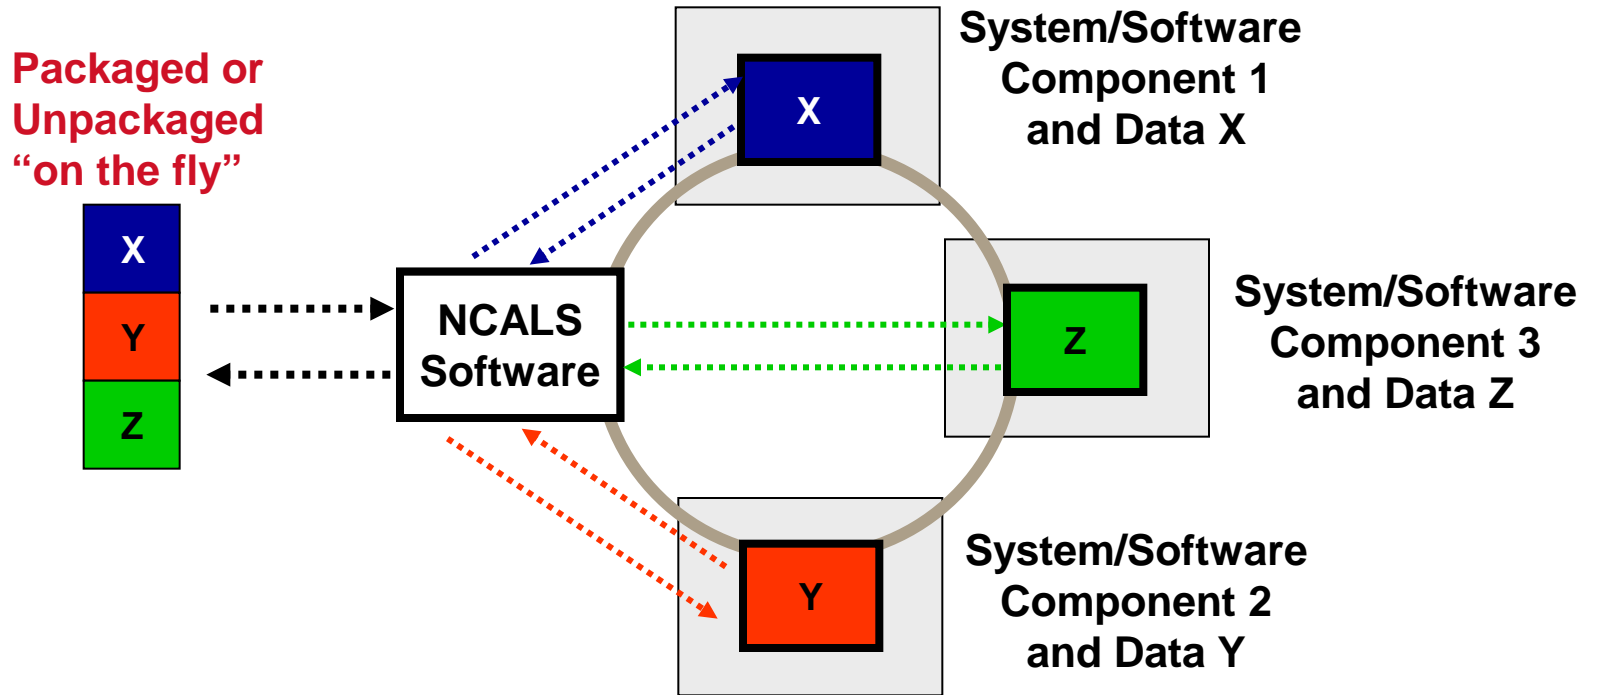 Packaged or
Unpackaged
“on the fly”
X
Y
Z
NCALS
Software
X
System/Software
Component 1
and Data X
Z
System/Software
Component 3
and Data Z
Y
System/Software
Component 2
and Data Y